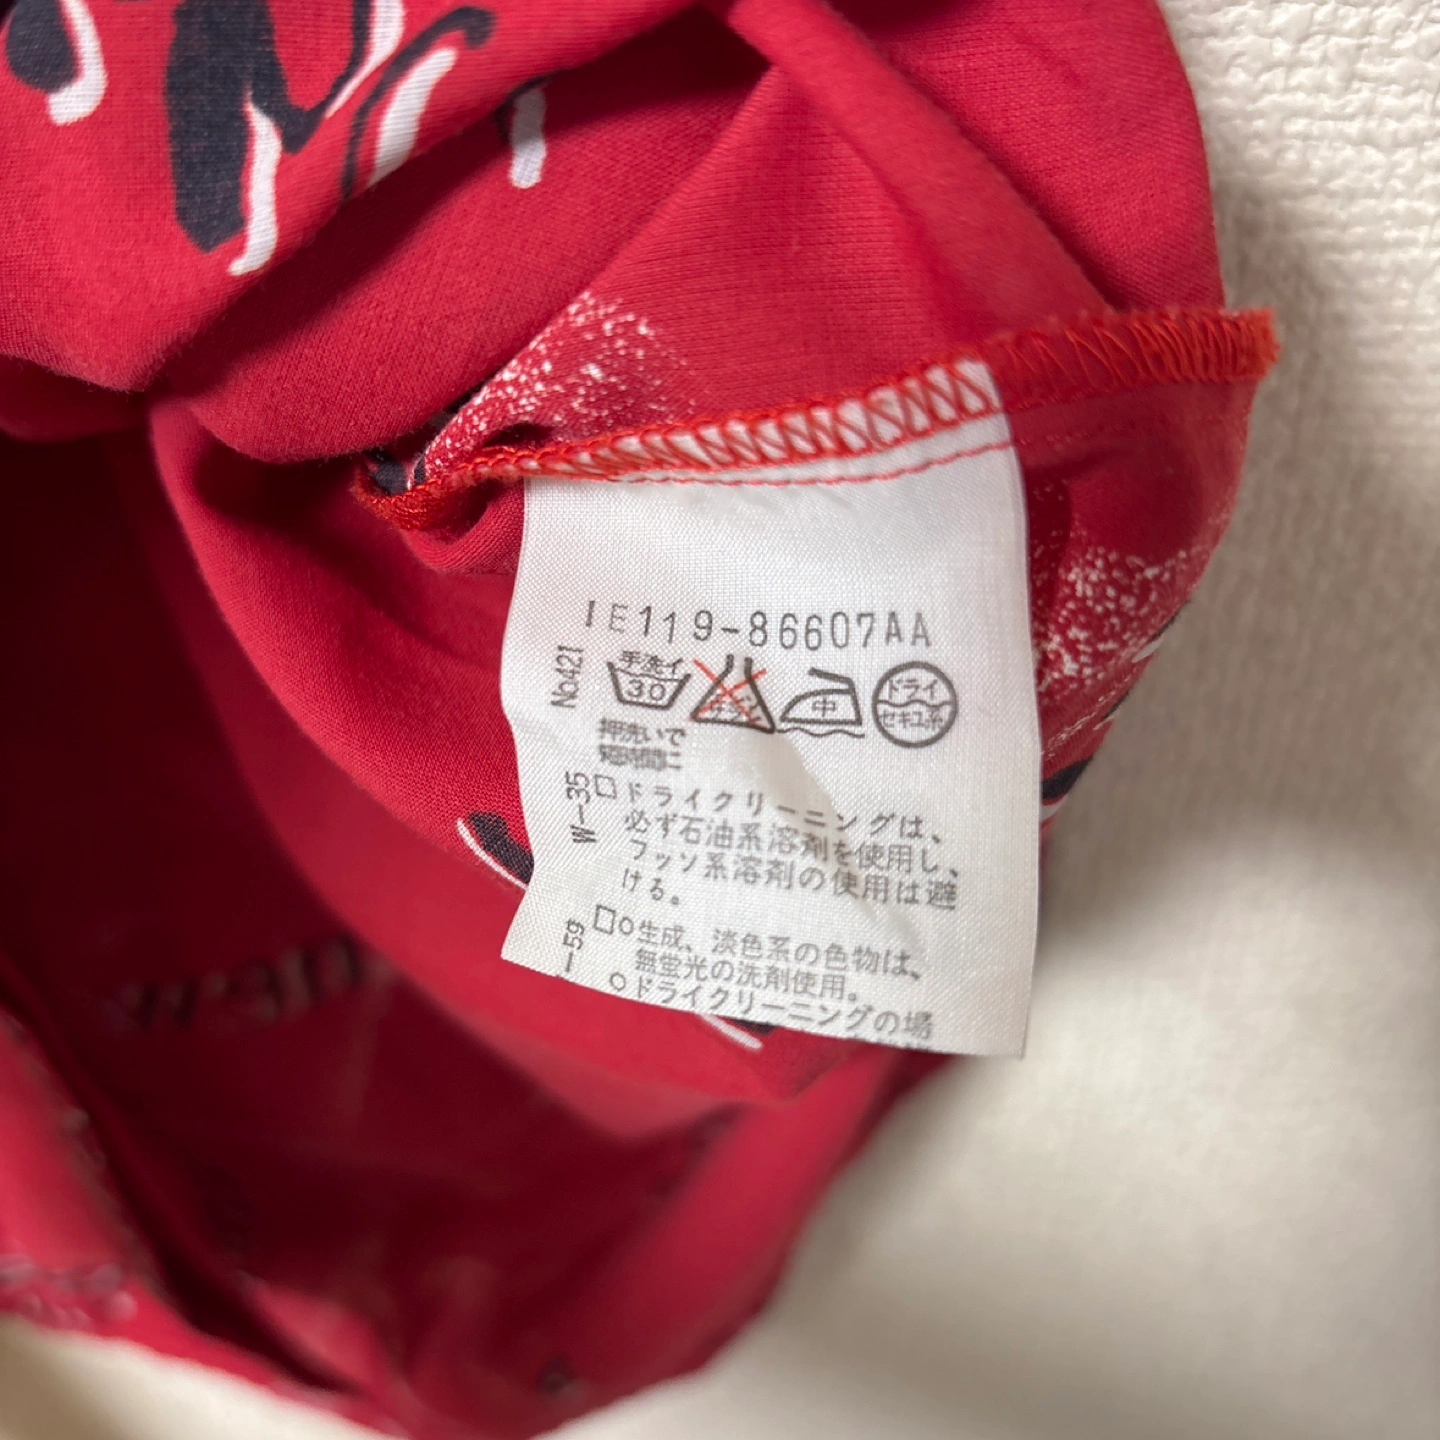 IE119-86607AA
No421
手洗イ
30
中
ドライ
セキユ系
押洗いで
短時間に
W-35
□ドライクリーニングは、
必ず石油系溶剤を使用し、
フッソ系溶剤の使用は避
ける。
-59
□○生成、淡色系の色物は、
無蛍光の洗剤使用。
○ドライクリーニングの場